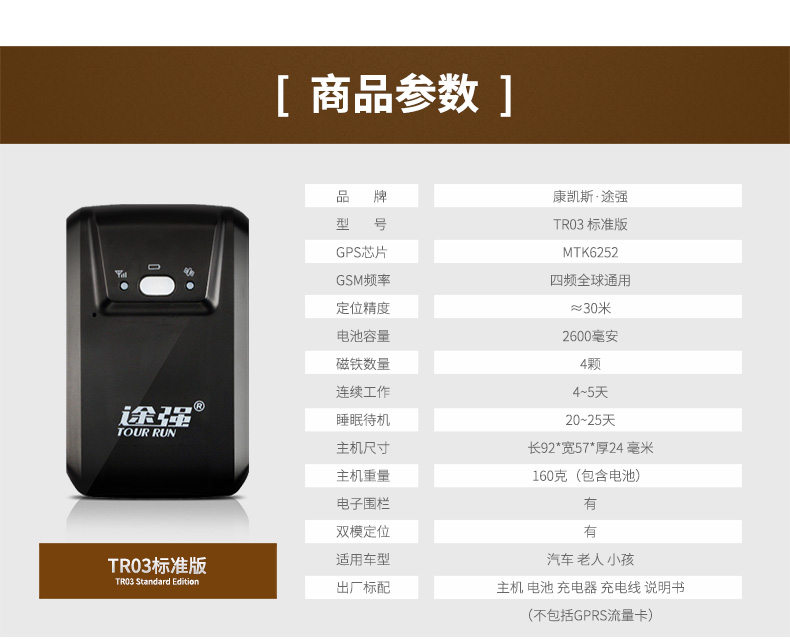 [ 商品参数 ]
品 牌 康凯斯·途强
型 号 TR03 标准版
GPS芯片 MTK6252
GSM频率 四频全球通用
定位精度 ≈30米
电池容量 2600毫安
磁铁数量 4颗
连续工作 4~5天
睡眠待机 20~25天
主机尺寸 长92*宽57*厚24 毫米
主机重量 160克（包含电池）
电子围栏 有
双模定位 有
适用车型 汽车 老人 小孩
出厂标配 主机 电池 充电器 充电线 说明书
（不包括GPRS流量卡）
途强®
TOUR RUN
TR03标准版
TR03 Standard Edition